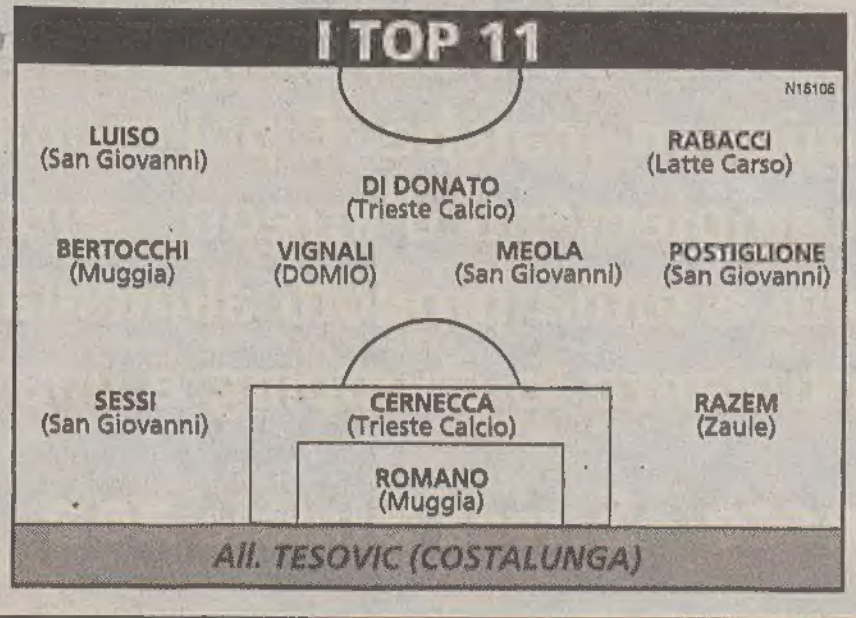 I TOP 11
N15105
LUISO
(San Giovanni)
RABACCI
(Latte Carso)
DI DONATO
(Trieste Calcio)
BERTOCCHI
(Muggia)
VIGNALI
(DOMIO)
MEOLA
(San Giovanni)
POSTIGLIONE
(San Giovanni)
SESSI
(San Giovanni)
CERNECCA
(Trieste Calcio)
RAZEM
(Zaule)
ROMANO
(Muggia)
All. TESOVIC (COSTALUNGA)